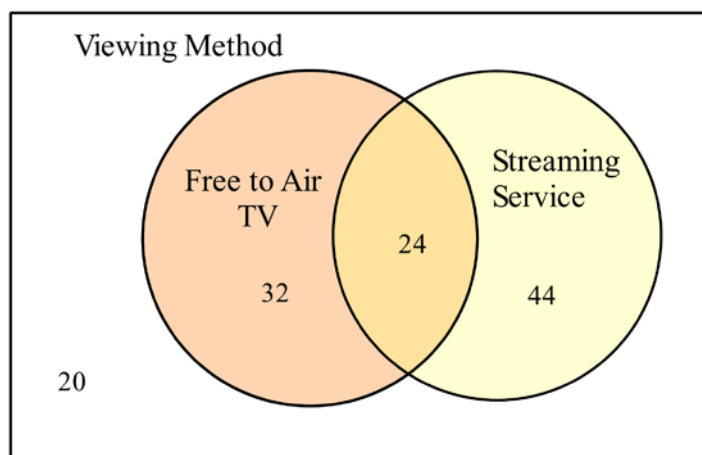 Viewing Method
Free to Air
TV
Streaming
Service
24
32
44
20